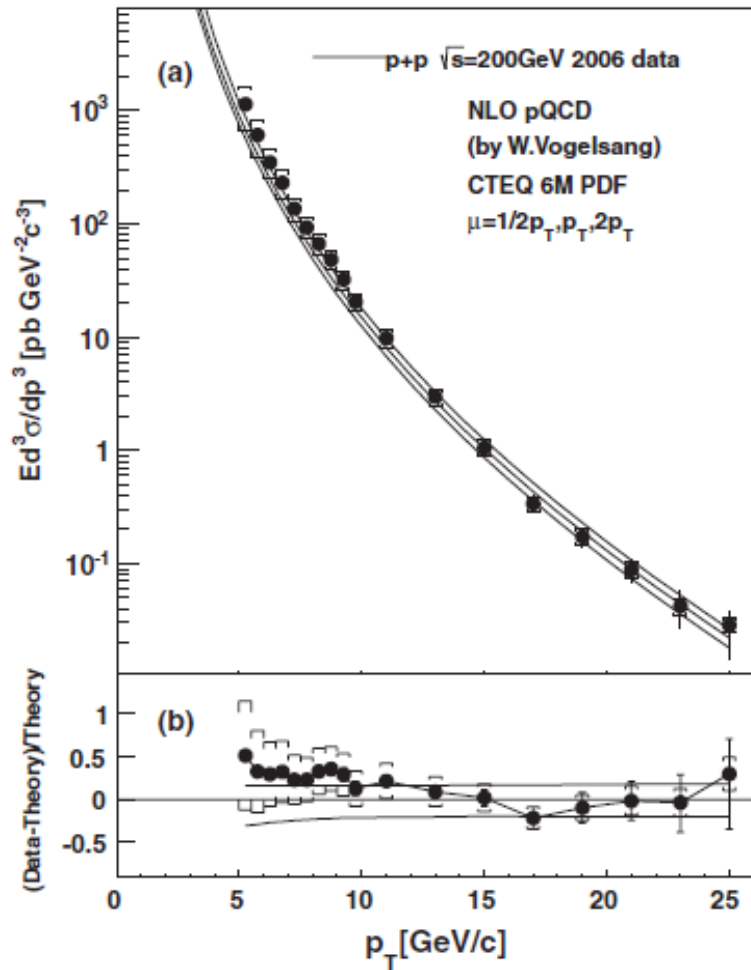 (a)
p+p √s=200GeV 2006 data
NLO pQCD
(by W.Vogelsang)
CTEQ 6M PDF
μ=1/2p_T,p_T,2p_T
Ed³σ/dp³ [pb GeV⁻²c⁻³]
10³
10²
10
1
10⁻¹
(b)
(Data-Theory)/Theory
1
0.5
0
-0.5
0 5 10 15 20 25
p_T[GeV/c]